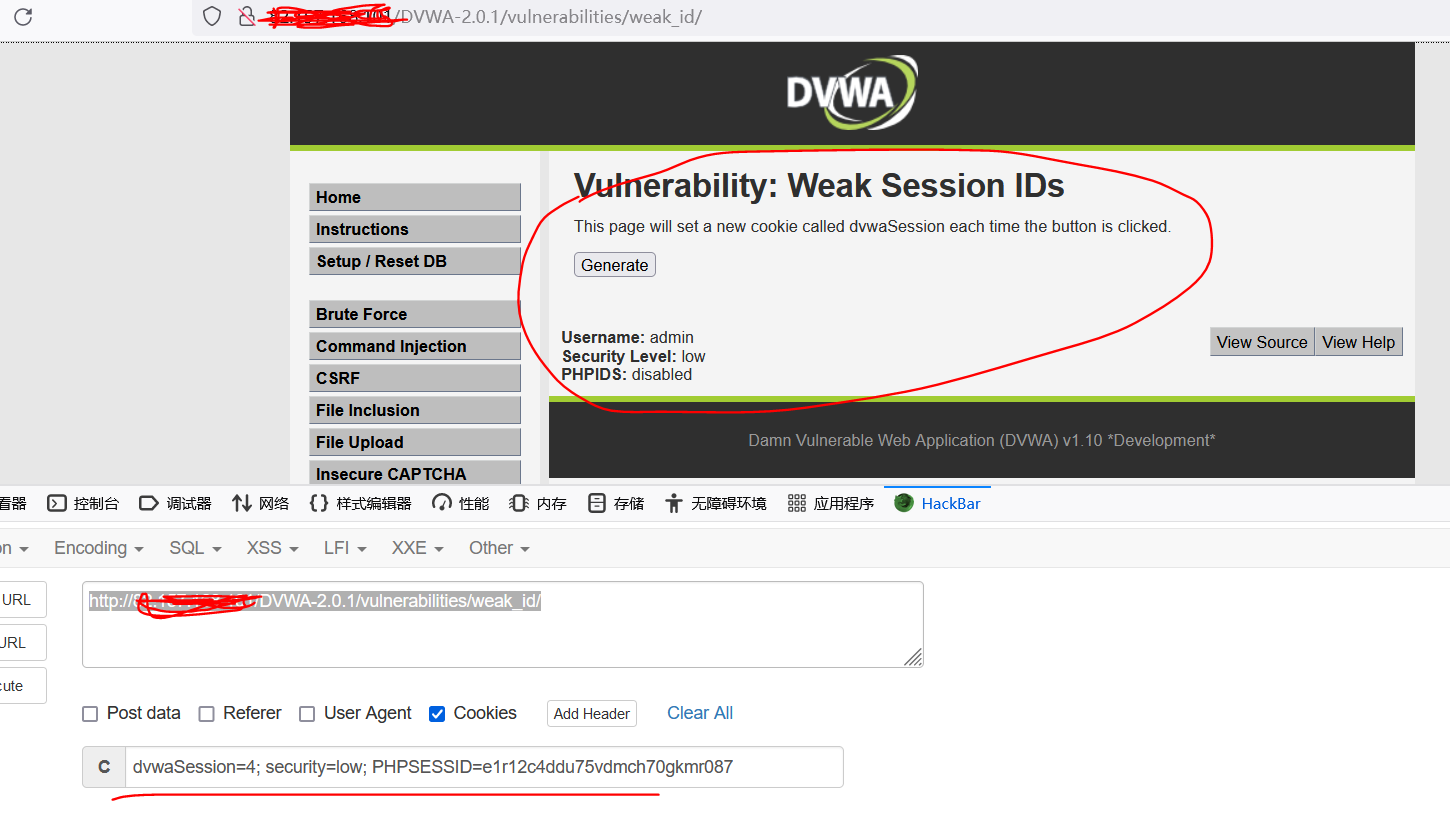 /DVWA-2.0.1/vulnerabilities/weak_id/
DVWA
Vulnerability: Weak Session IDs
This page will set a new cookie called dvwaSession each time the button is clicked.
Generate
Home
Instructions
Setup / Reset DB
Brute Force
Command Injection
CSRF
File Inclusion
File Upload
Insecure CAPTCHA
Username: admin
Security Level: low
PHPIDS: disabled
View Source View Help
Damn Vulnerable Web Application (DVWA) v1.10 *Development*
看器 控制台 调试器 网络 样式编辑器 性能 内存 存储 无障碍环境 应用程序 HackBar
on Encoding SQL XSS LFI XXE Other
URL
http:// /DVWA-2.0.1/vulnerabilities/weak_id/
URL
cute
Post data Referer User Agent Cookies Add Header Clear All
C dvwaSession=4; security=low; PHPSESSID=e1r12c4ddu75vdmch70gkmr087